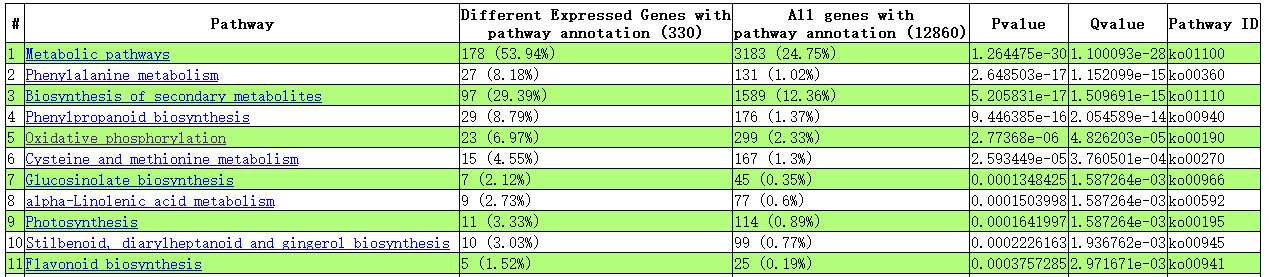 # Pathway Different Expressed Genes with pathway annotation (330) All genes with pathway annotation (12860) Pvalue Qvalue Pathway ID
1 Metabolic pathways 178 (53.94%) 3183 (24.75%) 1.264475e-30 1.100093e-28 ko01100
2 Phenylalanine metabolism 27 (8.18%) 131 (1.02%) 2.648503e-17 1.152099e-15 ko00360
3 Biosynthesis of secondary metabolites 97 (29.39%) 1589 (12.36%) 5.205831e-17 1.509691e-15 ko01110
4 Phenylpropanoid biosynthesis 29 (8.79%) 176 (1.37%) 9.446385e-16 2.054589e-14 ko00940
5 Oxidative phosphorylation 23 (6.97%) 299 (2.33%) 2.77368e-06 4.826203e-05 ko00190
6 Cysteine and methionine metabolism 15 (4.55%) 167 (1.3%) 2.593449e-05 3.760501e-04 ko00270
7 Glucosinolate biosynthesis 7 (2.12%) 45 (0.35%) 0.0001348425 1.587264e-03 ko00966
8 alpha-Linolenic acid metabolism 9 (2.73%) 77 (0.6%) 0.0001503998 1.587264e-03 ko00592
9 Photosynthesis 11 (3.33%) 114 (0.89%) 0.0001641997 1.587264e-03 ko00195
10 Stilbenoid, diarylheptanoid and gingerol biosynthesis 10 (3.03%) 99 (0.77%) 0.0002226163 1.936762e-03 ko00945
11 Flavonoid biosynthesis 5 (1.52%) 25 (0.19%) 0.0003757285 2.971671e-03 ko00941